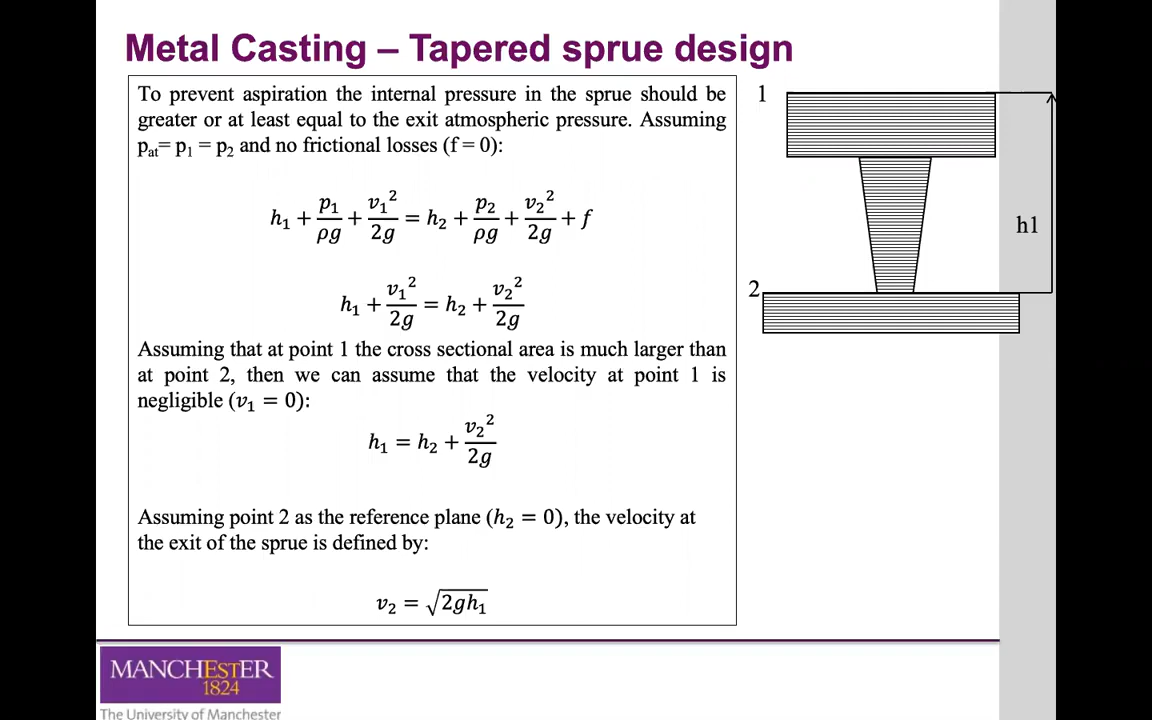 Metal Casting – Tapered sprue design
To prevent aspiration the internal pressure in the sprue should be
greater or at least equal to the exit atmospheric pressure. Assuming
pₐₜ= p₁ = p₂ and no frictional losses (f = 0):
h₁ + p₁/ρg + v₁²/2g = h₂ + p₂/ρg + v₂²/2g + f
h₁ + v₁²/2g = h₂ + v₂²/2g
Assuming that at point 1 the cross sectional area is much larger than
at point 2, then we can assume that the velocity at point 1 is
negligible (v₁ = 0):
h₁ = h₂ + v₂²/2g
Assuming point 2 as the reference plane (h₂ = 0), the velocity at
the exit of the sprue is defined by:
v₂ = √2gh₁
1
h1
2
MANCHESTER
1824
The University of Manchester